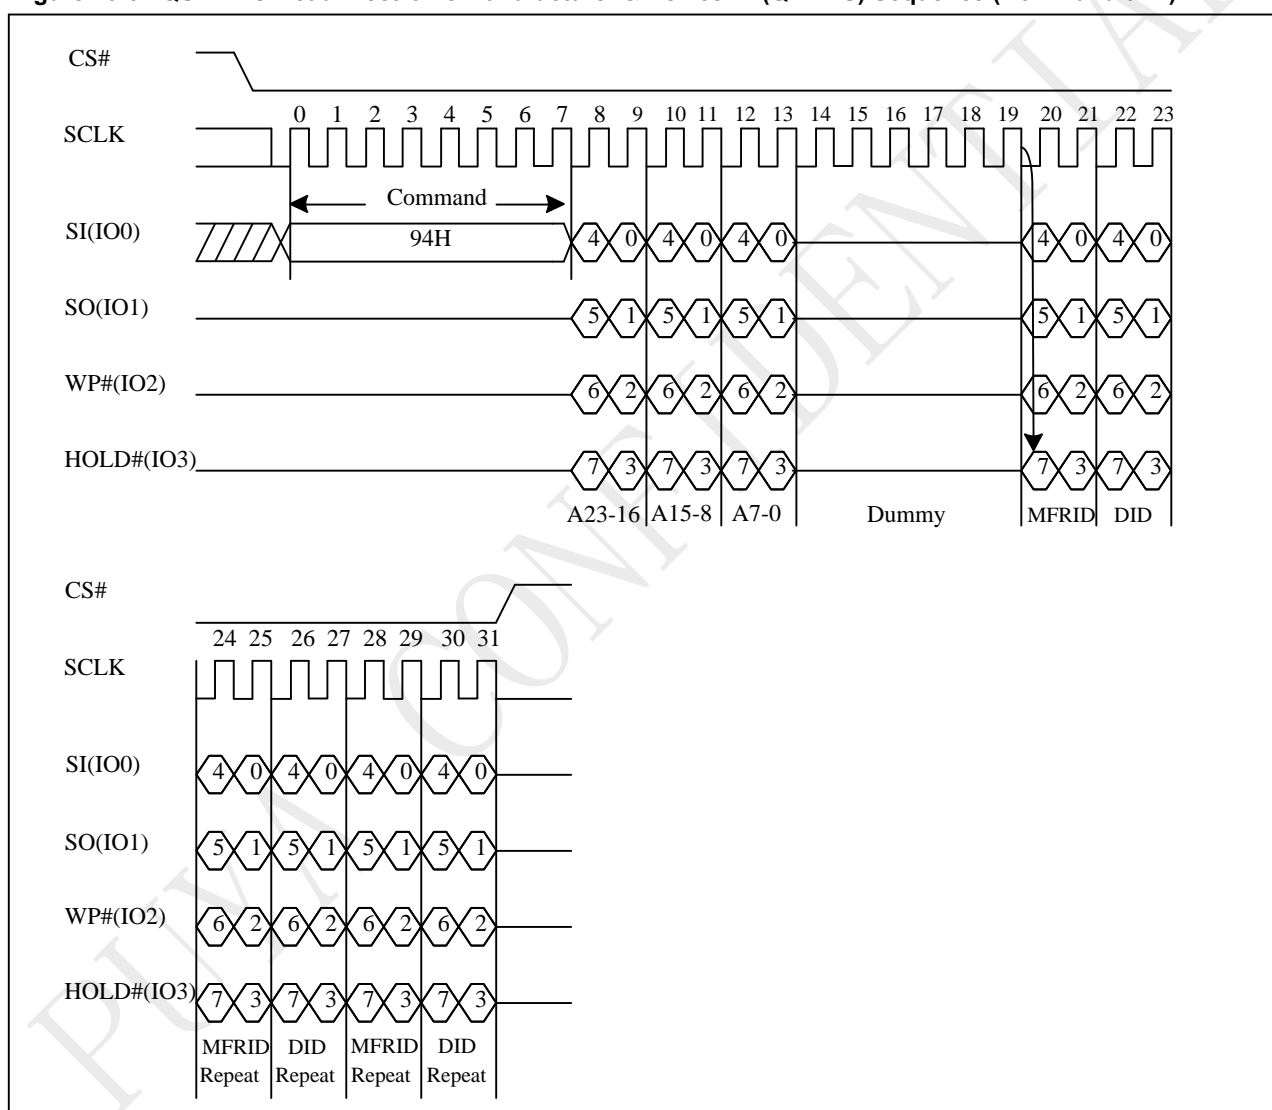 CS#
0 1 2 3 4 5 6 7 8 9 10 11 12 13 14 15 16 17 18 19 20 21 22 23
SCLK
Command
SI(IO0)
94H
4 0 4 0 4 0 4 0 4 0
SO(IO1)
5 1 5 1 5 1 5 1 5 1
WP#(IO2)
6 2 6 2 6 2 6 2 6 2
HOLD#(IO3)
7 3 7 3 7 3 7 3 7 3
A23-16 A15-8 A7-0 Dummy MFRID DID
CS#
24 25 26 27 28 29 30 31
SCLK
SI(IO0)
4 0 4 0 4 0 4 0
SO(IO1)
5 1 5 1 5 1 5 1
WP#(IO2)
6 2 6 2 6 2 6 2
HOLD#(IO3)
7 3 7 3 7 3 7 3
MFRID DID MFRID DID
Repeat Repeat Repeat Repeat
PUYA CONFIDENTIAL